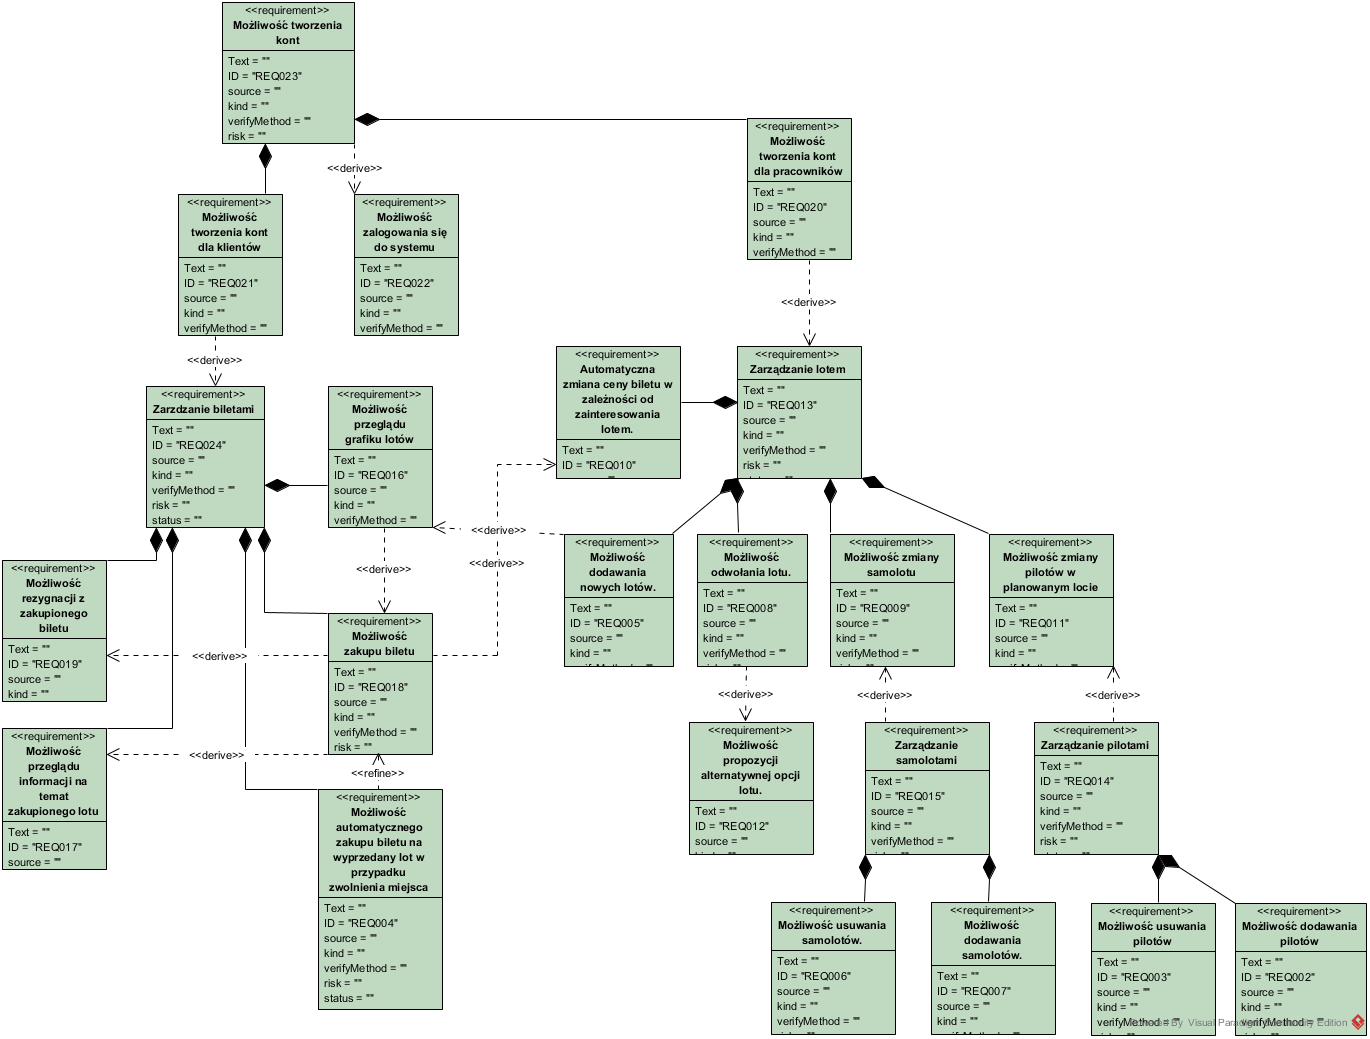 <<requirement>>
Możliwość tworzenia
kont
Text = ""
ID = "REQ023"
source = ""
kind = ""
verifyMethod = ""
risk = ""
<<requirement>>
Możliwość
tworzenia kont
dla pracowników
Text = ""
ID = "REQ020"
source = ""
kind = ""
verifyMethod = ""
<<derive>>
<<requirement>>
Możliwość
tworzenia kont
dla klientów
Text = ""
ID = "REQ021"
source = ""
kind = ""
verifyMethod = ""
<<requirement>>
Możliwość
zalogowania się
do systemu
Text = ""
ID = "REQ022"
source = ""
kind = ""
verifyMethod = ""
<<derive>>
<<derive>>
<<requirement>>
Automatyczna
zmiana ceny biletu w
zależności od
zainteresowania
lotem.
Text = ""
ID = "REQ010"
<<requirement>>
Zarządzanie lotem
Text = ""
ID = "REQ013"
source = ""
kind = ""
verifyMethod = ""
risk = ""
<<requirement>>
Zarzdzanie biletami
Text = ""
ID = "REQ024"
source = ""
kind = ""
verifyMethod = ""
risk = ""
status = ""
<<requirement>>
Możliwość
przeglądu
grafiku lotów
Text = ""
ID = "REQ016"
source = ""
kind = ""
verifyMethod = ""
<<derive>>
<<derive>>
<<derive>>
<<requirement>>
Możliwość
dodawania
nowych lotów.
Text = ""
ID = "REQ005"
source = ""
kind = ""
verifyMethod = ""
<<requirement>>
Możliwość
odwołania lotu.
Text = ""
ID = "REQ008"
source = ""
kind = ""
verifyMethod = ""
<<requirement>>
Możliwość zmiany
samolotu
Text = ""
ID = "REQ009"
source = ""
kind = ""
verifyMethod = ""
<<requirement>>
Możliwość zmiany
pilotów w
planowanym locie
Text = ""
ID = "REQ011"
source = ""
kind = ""
verifyMethod = ""
<<requirement>>
Możliwość
rezygnacji z
zakupionego
biletu
Text = ""
ID = "REQ019"
source = ""
kind = ""
<<derive>>
<<requirement>>
Możliwość
zakupu biletu
Text = ""
ID = "REQ018"
source = ""
kind = ""
verifyMethod = ""
risk = ""
<<derive>>
<<derive>>
<<derive>>
<<requirement>>
Możliwość
przeglądu
informacji na
temat
zakupionego lotu
Text = ""
ID = "REQ017"
source = ""
<<derive>>
<<refine>>
<<requirement>>
Możliwość
automatycznego
zakupu biletu na
wyprzedany lot w
przypadku
zwolnienia miejsca
Text = ""
ID = "REQ004"
source = ""
kind = ""
verifyMethod = ""
risk = ""
status = ""
<<requirement>>
Możliwość
propozycji
alternatywnej opcji
lotu.
Text = ""
ID = "REQ012"
source = ""
<<requirement>>
Zarządzanie
samolotami
Text = ""
ID = "REQ015"
source = ""
kind = ""
verifyMethod = ""
<<requirement>>
Zarządzanie pilotami
Text = ""
ID = "REQ014"
source = ""
kind = ""
verifyMethod = ""
risk = ""
<<requirement>>
Możliwość usuwania
samolotów.
Text = ""
ID = "REQ006"
source = ""
kind = ""
verifyMethod = ""
<<requirement>>
Możliwość
dodawania
samolotów.
Text = ""
ID = "REQ007"
source = ""
kind = ""
verifyMethod = ""
<<requirement>>
Możliwość usuwania
pilotów
Text = ""
ID = "REQ003"
source = ""
kind = ""
verifyMethod = ""
<<requirement>>
Możliwość dodawania
pilotów
Text = ""
ID = "REQ002"
source = ""
kind = ""
verifyMethod = ""
Powered By Visual Paradigm Community Edition